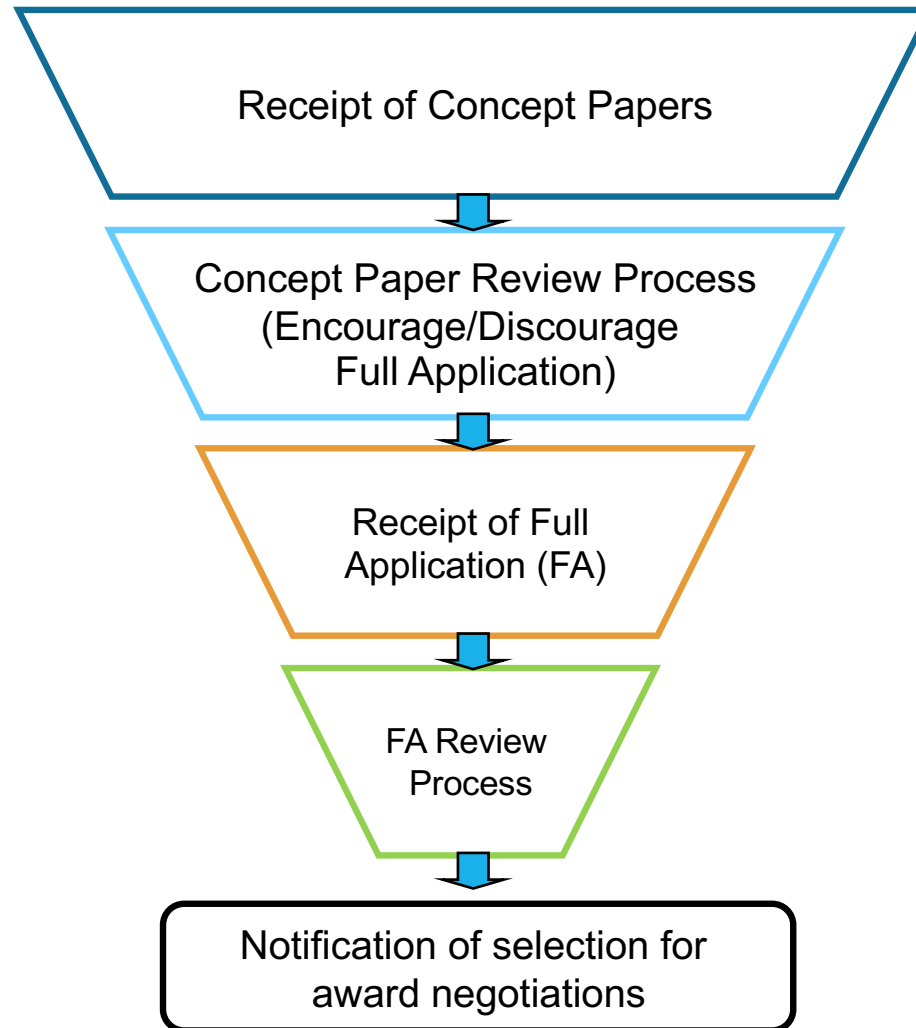 Receipt of Concept Papers
Concept Paper Review Process
(Encourage/Discourage
Full Application)
Receipt of Full
Application (FA)
FA Review
Process
Notification of selection for
award negotiations